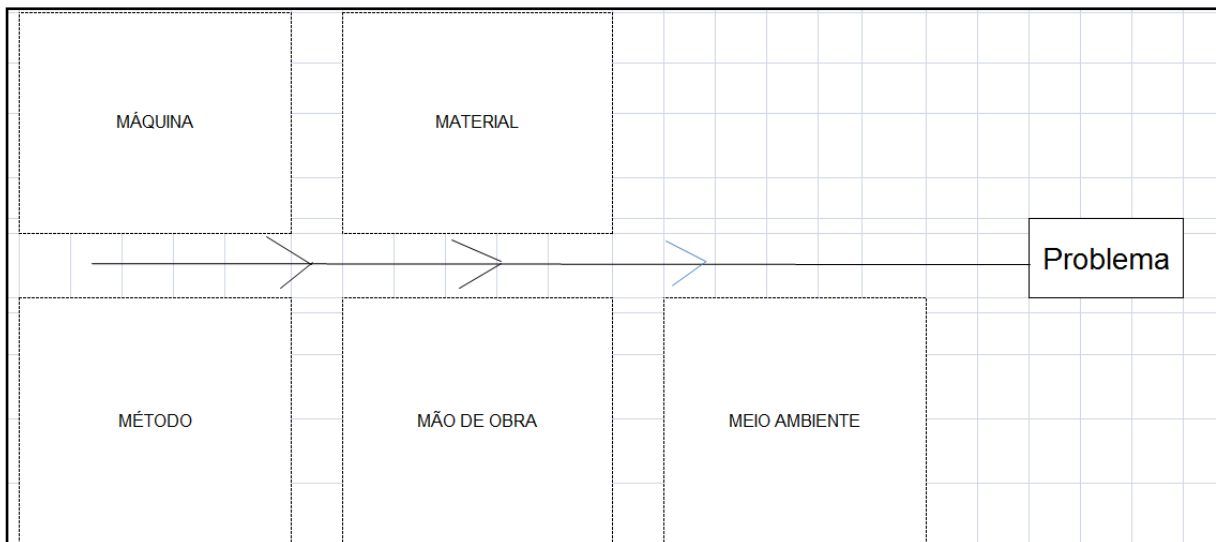 MÁQUINA
MATERIAL
Problema
MÉTODO
MÃO DE OBRA
MEIO AMBIENTE